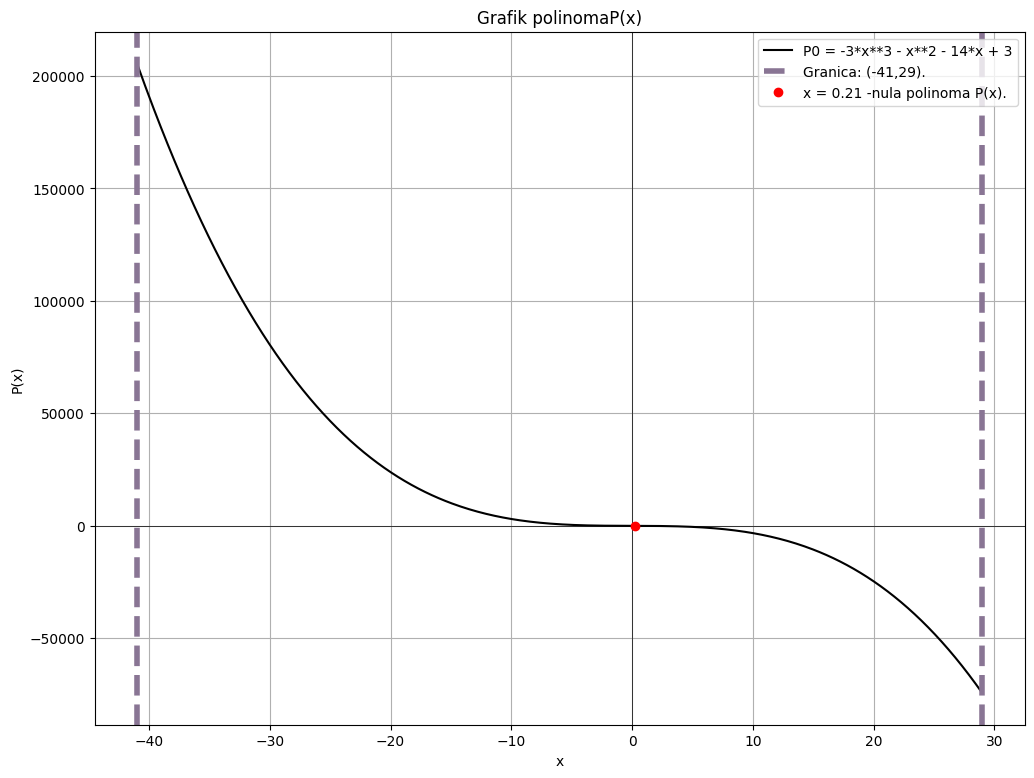 Grafik polinomaP(x)
P0 = -3*x**3 - x**2 - 14*x + 3
Granica: (-41,29).
x = 0.21 -nula polinoma P(x).
200000
150000
100000
50000
0
−50000
P(x)
−40
−30
−20
−10
0
10
20
30
x